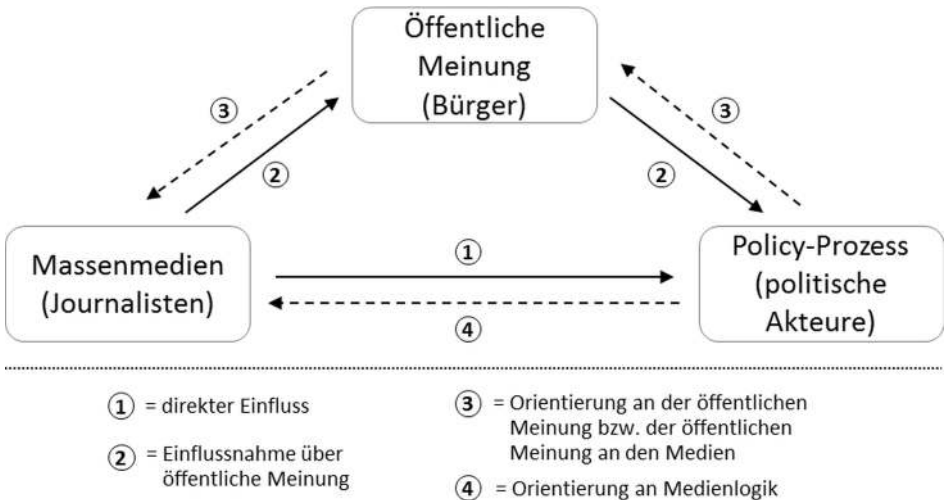 Öffentliche
Meinung
(Bürger)
3
3
2
2
Massenmedien
(Journalisten)
1
Policy-Prozess
(politische
Akteure)
4
1 = direkter Einfluss
2 = Einflussnahme über
öffentliche Meinung
3 = Orientierung an der öffentlichen
Meinung bzw. der öffentlichen
Meinung an den Medien
4 = Orientierung an Medienlogik